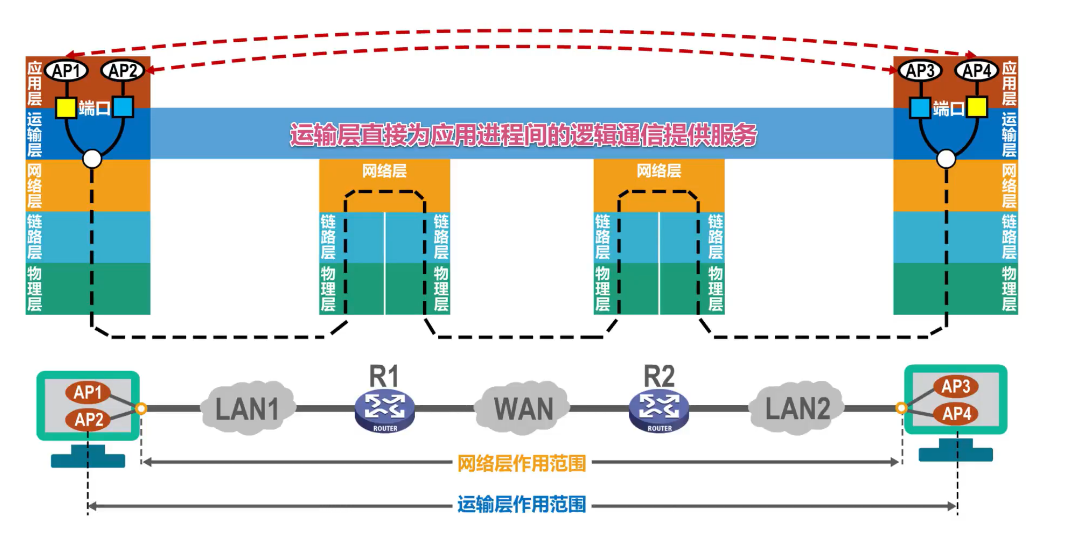 AP1
AP2
AP3
AP4
应用层
端口
端口
应用层
运输层
运输层直接为应用进程间的逻辑通信提供服务
运输层
网络层
网络层
网络层
网络层
链路层
链路层
链路层
链路层
链路层
链路层
物理层
物理层
物理层
物理层
物理层
物理层
R1
R2
AP1
AP2
LAN1
ROUTER
WAN
ROUTER
LAN2
AP3
AP4
网络层作用范围
运输层作用范围